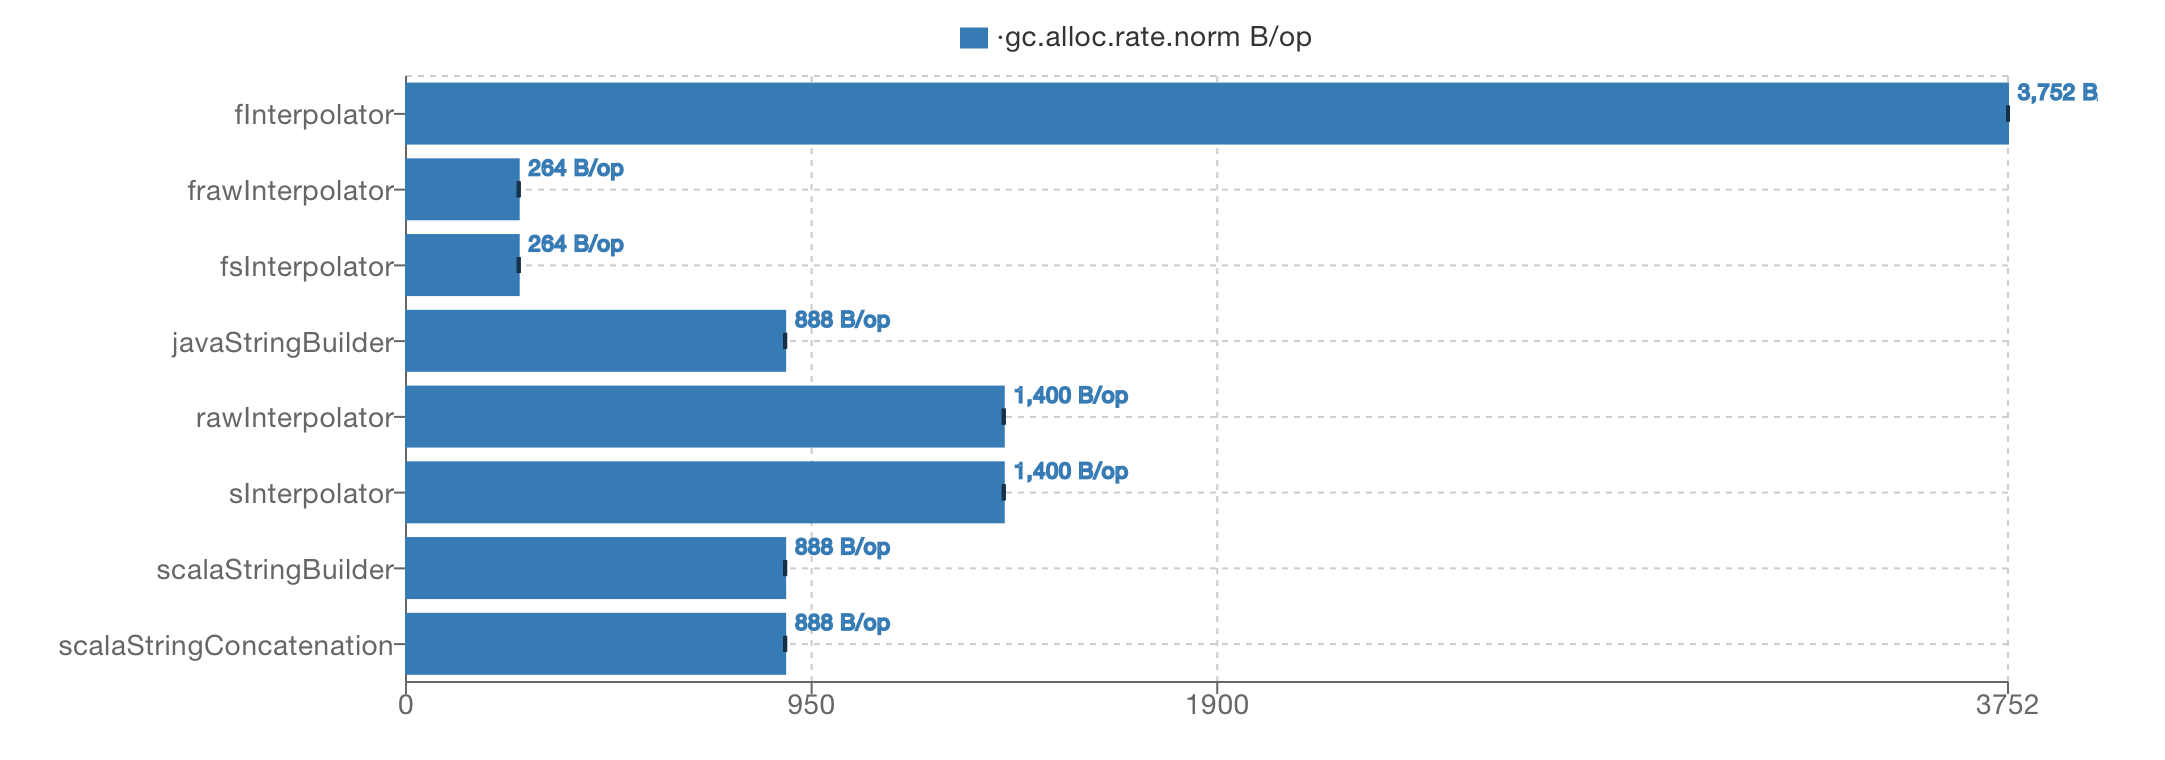 ·gc.alloc.rate.norm B/op
fInterpolator
3,752 B
frawInterpolator
264 B/op
fsInterpolator
264 B/op
javaStringBuilder
888 B/op
rawInterpolator
1,400 B/op
sInterpolator
1,400 B/op
scalaStringBuilder
888 B/op
scalaStringConcatenation
888 B/op
0 950 1900 3752